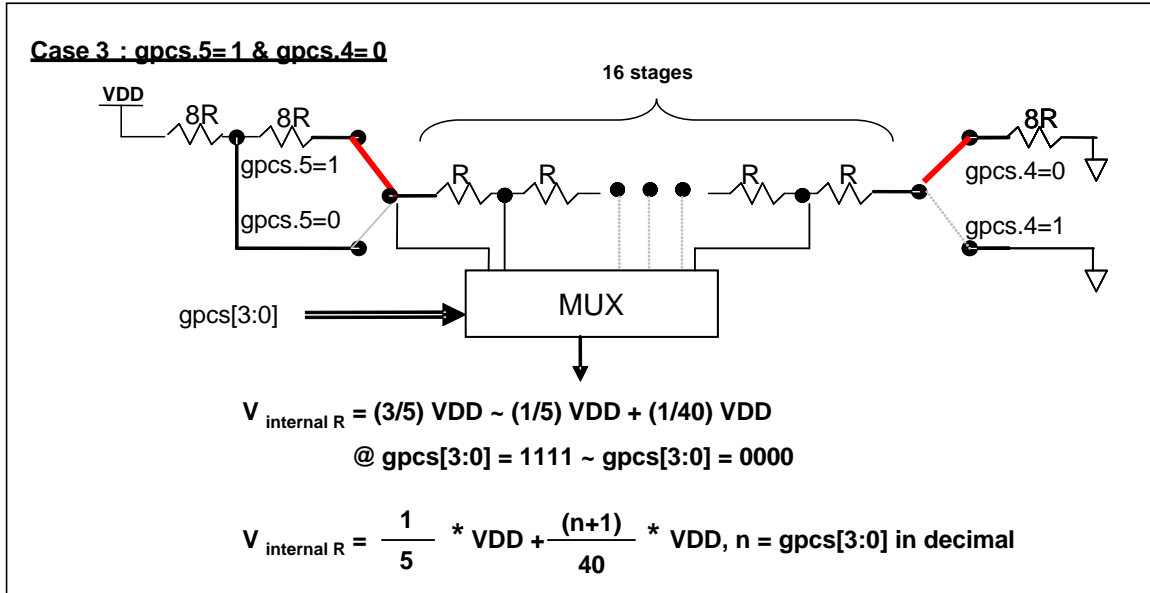 Case 3 : gpcs.5=1 & gpcs.4=0
16 stages
VDD
8R
8R
8R
gpcs.5=1
gpcs.4=0
R
R
R
R
gpcs.5=0
gpcs.4=1
MUX
gpcs[3:0]
V internal R = (3/5) VDD ~ (1/5) VDD + (1/40) VDD
@ gpcs[3:0] = 1111 ~ gpcs[3:0] = 0000
V internal R = 1/5 * VDD + (n+1)/40 * VDD, n = gpcs[3:0] in decimal